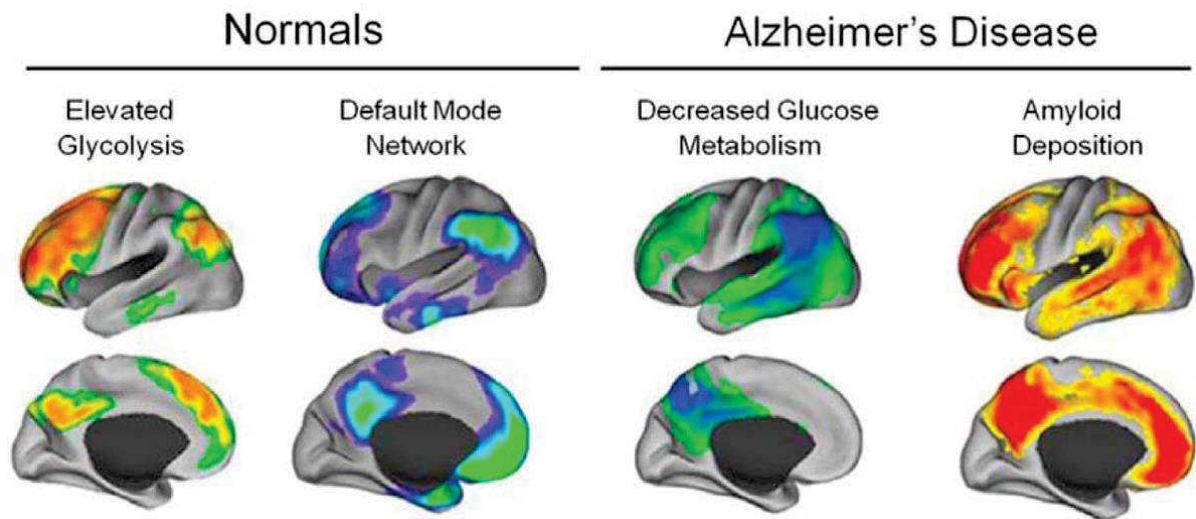 Normals
Alzheimer's Disease
Elevated
Glycolysis
Default Mode
Network
Decreased Glucose
Metabolism
Amyloid
Deposition